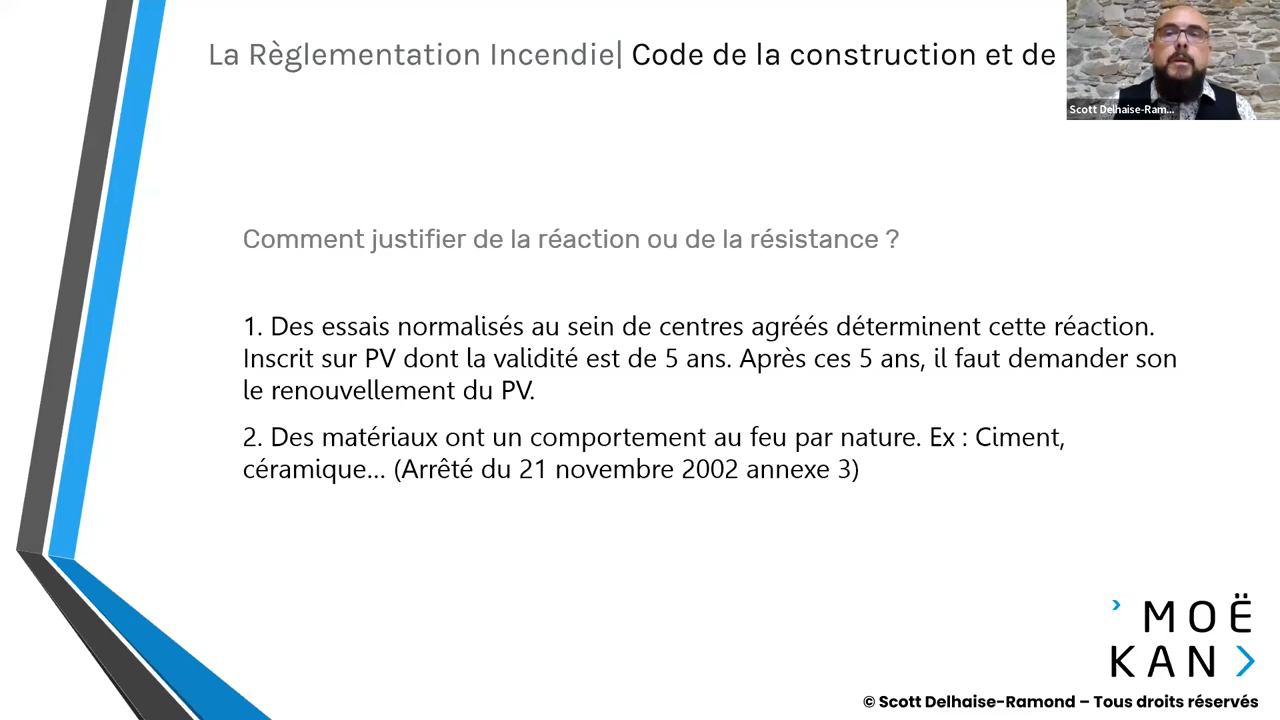 La Règlementation Incendie| Code de la construction et de
Scott Delhaise-Ram...
Comment justifier de la réaction ou de la résistance ?
1. Des essais normalisés au sein de centres agréés déterminent cette réaction.
Inscrit sur PV dont la validité est de 5 ans. Après ces 5 ans, il faut demander son
le renouvellement du PV.
2. Des matériaux ont un comportement au feu par nature. Ex : Ciment,
céramique... (Arrêté du 21 novembre 2002 annexe 3)
MOË
KAN
© Scott Delhaise-Ramond – Tous droits réservés